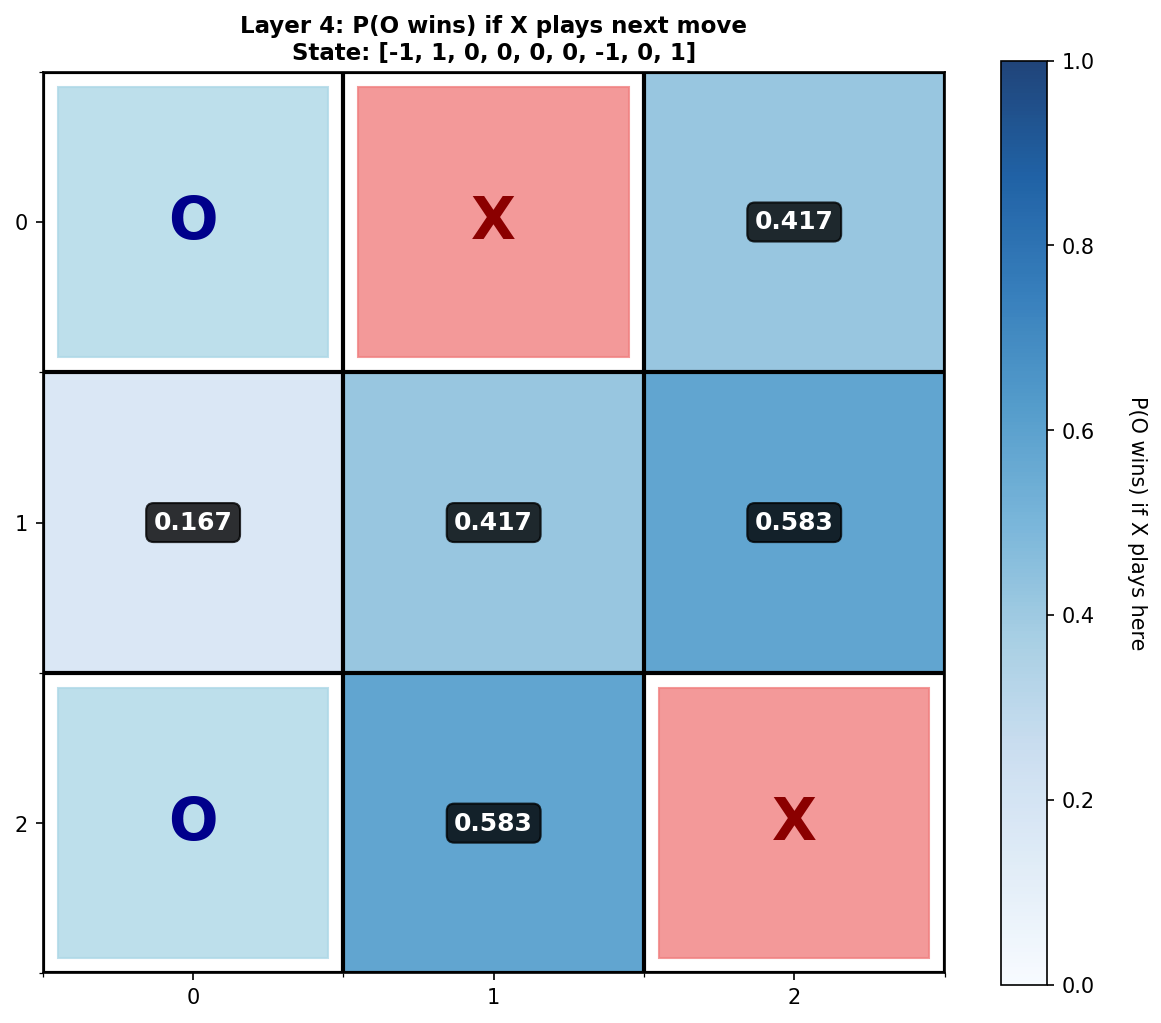 Layer 4: P(O wins) if X plays next move
State: [-1, 1, 0, 0, 0, 0, -1, 0, 1]
0
O
X
0.417
1
0.167
0.417
0.583
2
O
0.583
X
0
1
2
1.0
0.8
0.6
0.4
0.2
0.0
P(O wins) if X plays here